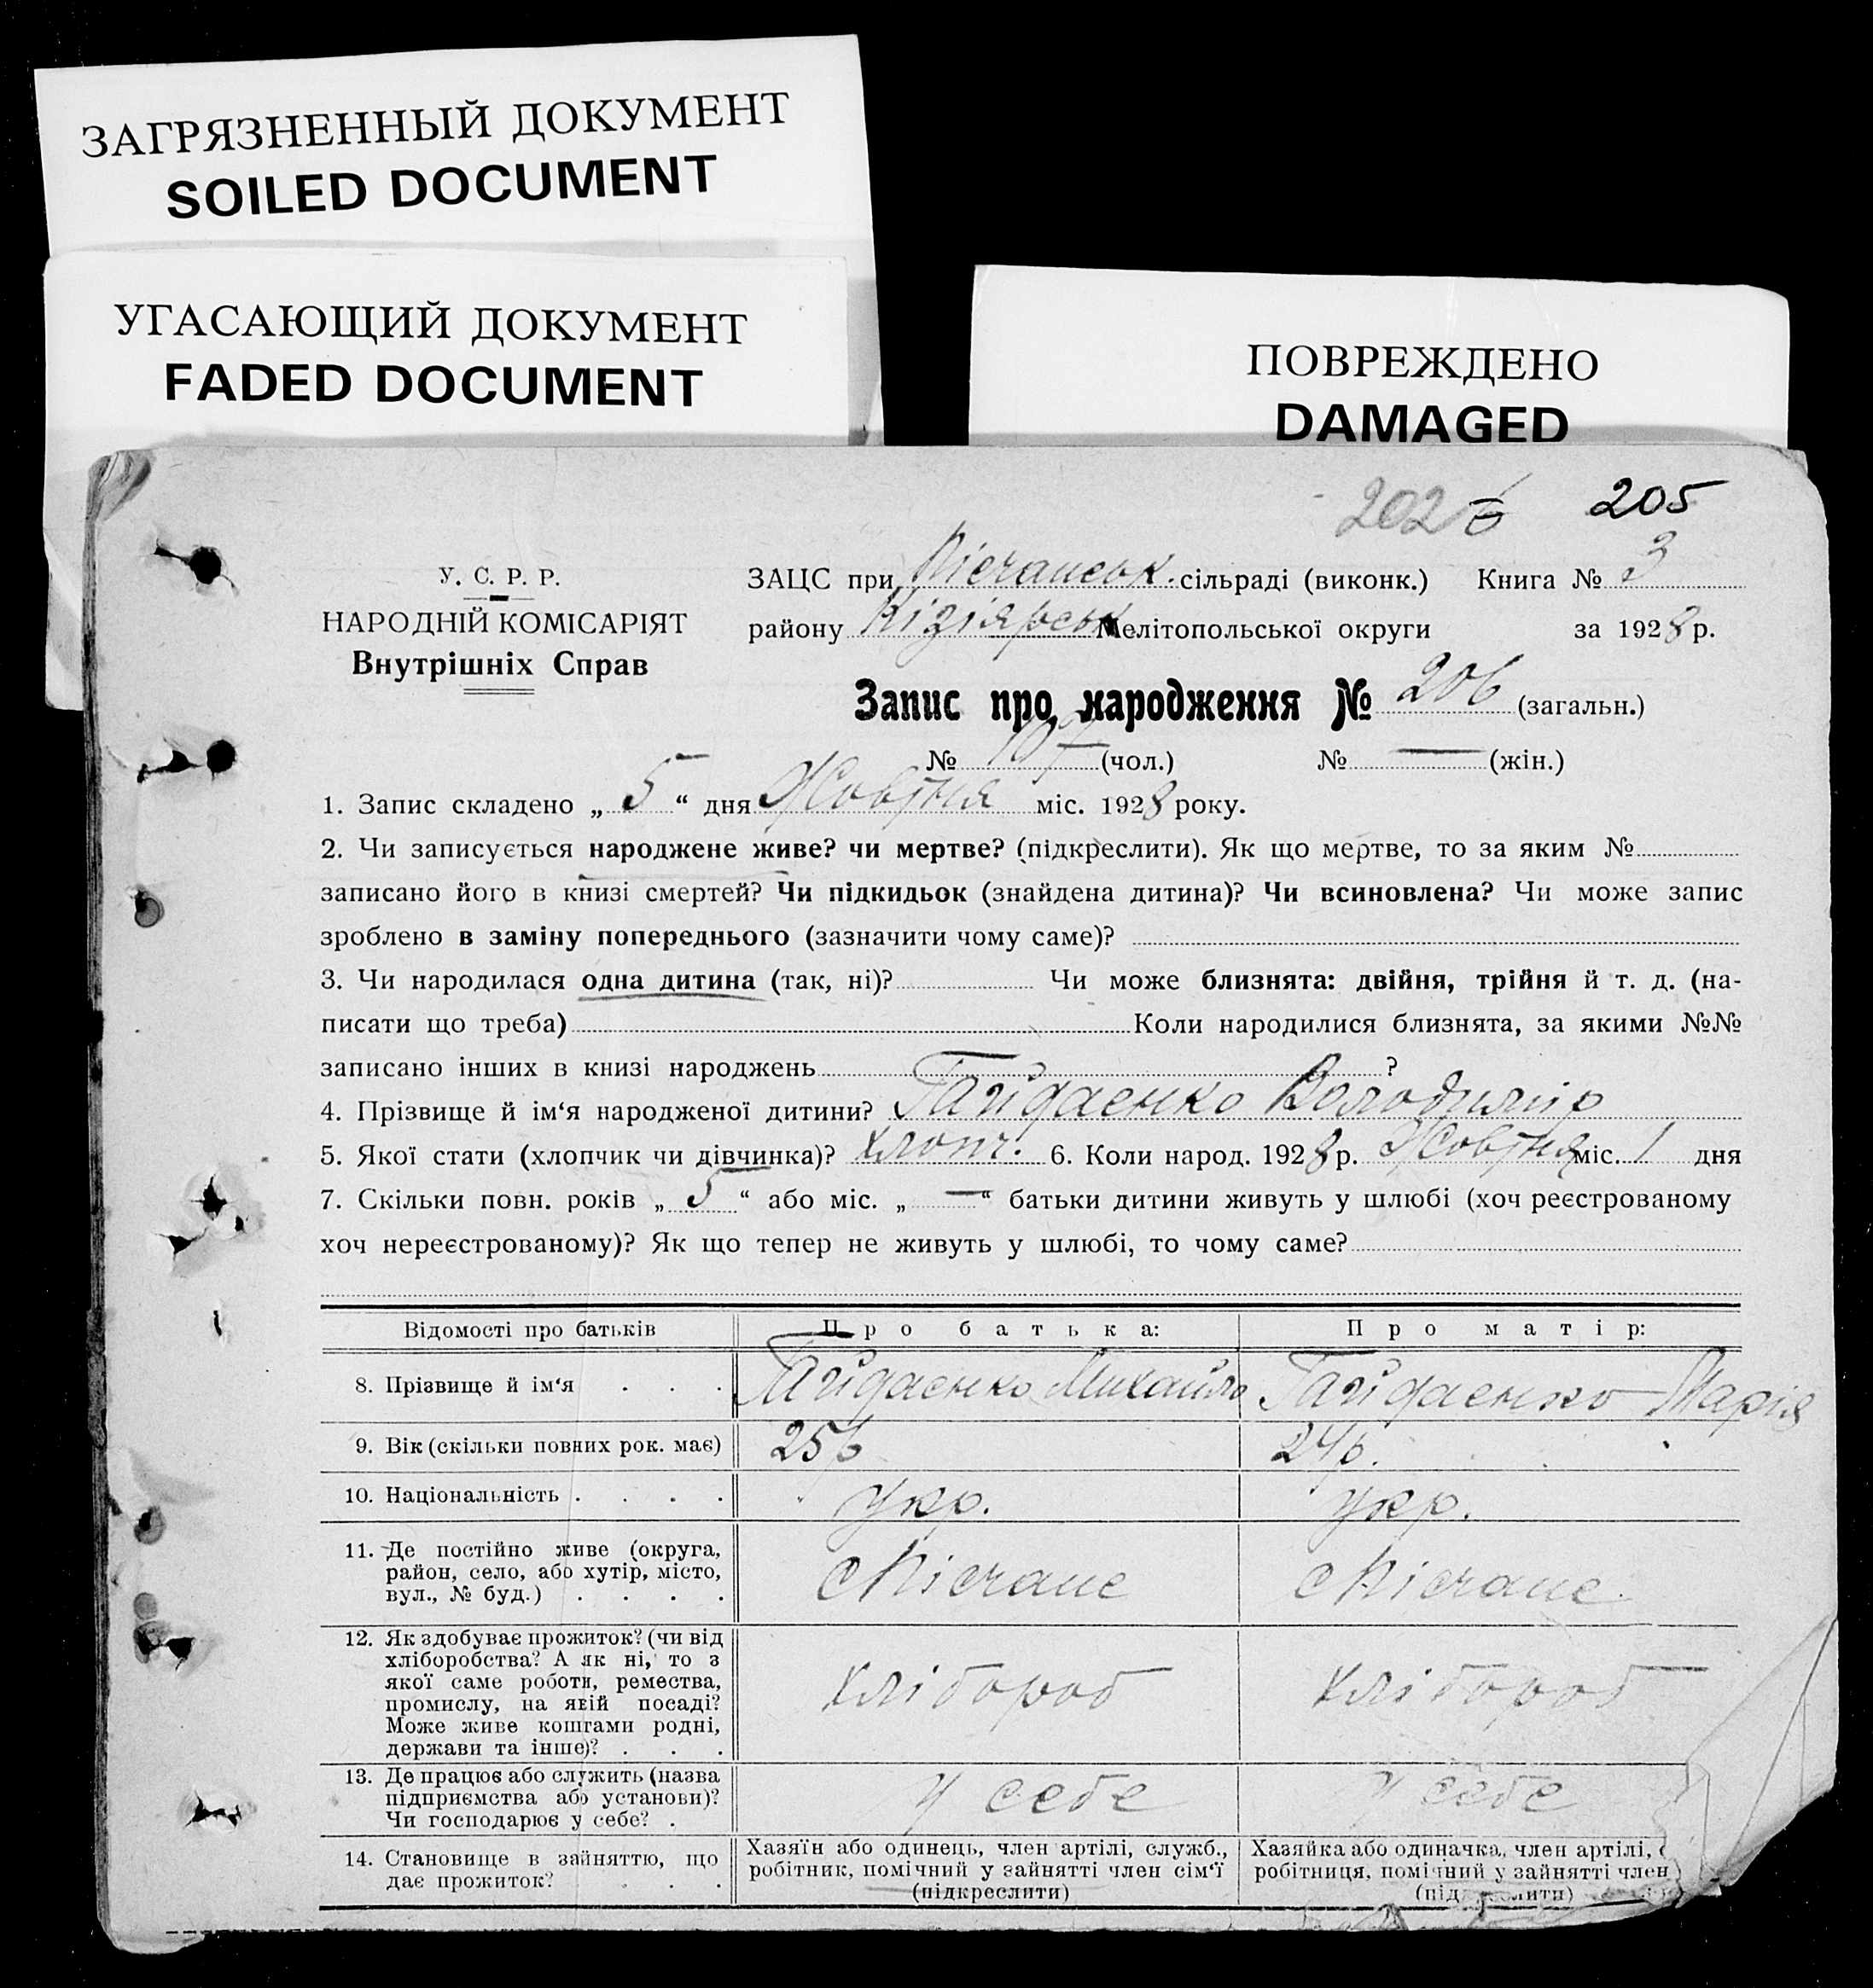 ЗАГРЯЗНЕННЫЙ ДОКУМЕНТ
SOILED DOCUMENT
УГАСАЮЩИЙ ДОКУМЕНТ
FADED DOCUMENT
ПОВРЕЖДЕНО
DAMAGED
202 205
У. С. Р. Р.
НАРОДНІЙ КОМІСАРІЯТ
Внутрішніх Справ
ЗАЦС при Пісчанськ. сільраді (виконк.) Книга № 3
району Кізіярськ Мелітопольської округи за 1928 р.
Запис про народження № 206 (загальн.)
№ 107 (чол.) № — (жін.)
1. Запис складено „ 5 “ дня Жовтня міс. 1928 року.
2. Чи записується народжене живе? чи мертве? (підкреслити). Як що мертве, то за яким №
записано його в книзі смертей? Чи підкидьок (знайдена дитина)? Чи всиновлена? Чи може запис
зроблено в заміну попереднього (зазначити чому саме)?
3. Чи народилася одна дитина (так, ні)? Чи може близнята: двійня, трійня й т. д. (на-
писати що треба) Коли народилися близнята, за якими №№
записано інших в книзі народжень ?
4. Прізвище й ім‘я народженої дитини? Гайдаенко Володимір
5. Якої стати (хлопчик чи дівчинка)? хлопч. 6. Коли народ. 1928 р. Жовтня міс. 1 дня
7. Скільки повн. років „ 5 “ або міс. „ — “ батьки дитини живуть у шлюбі (хоч реєстрованому
хоч нереєстрованому)? Як що тепер не живуть у шлюбі, то чому саме?
Відомості про батьків Про батька: Про матір:
8. Прізвище й ім‘я . . . Гайдаенко Михайло Гайдаенко Марія
9. Вік (скільки повних рок. має) 25 24
10. Національність . . . . укр. укр.
11. Де постійно живе (округа,
район, село, або хутір, місто,
вул., № буд.) . . . .
с Пісчане с Пісчане
12. Як здобуває прожиток? (чи від
хліборобства? А як ні, то з
якої саме роботи, ремества,
промислу, на якій посаді?
Може живе коштами родні,
держави та інше)? . . .
хлібороб хлібороб
13. Де працює або служить (назва
підприємства або установи)?
Чи господарює у себе? .
у себе у себе
14. Становище в зайняттю, що
дає прожиток? . . .
Хазяїн або одинець, член артілі, служб.,
робітник, помічний у зайнятті член сім‘ї
(підкреслити)
Хазяйка або одиначка, член артілі,
робітниця, помічний у зайнятті член